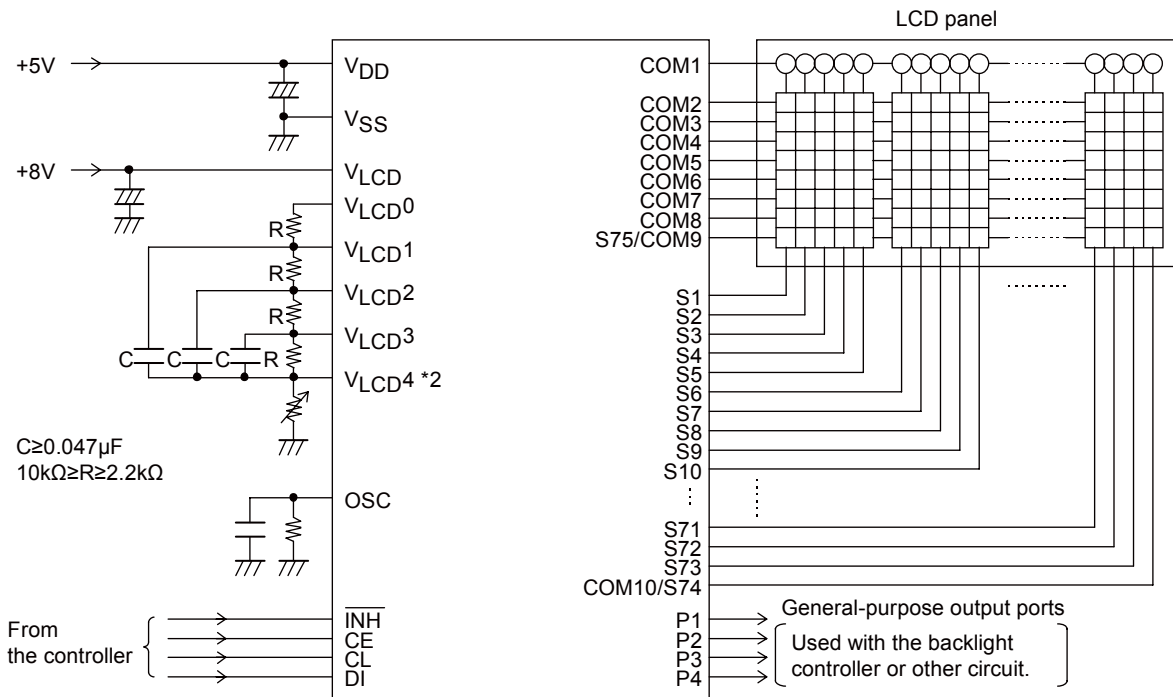 LCD panel
+5V
VDD
VSS
+8V
VLCD
VLCD0
R
VLCD1
R
VLCD2
R
VLCD3
C
C
C
R
VLCD4 *2
C≥0.047μF
10kΩ≥R≥2.2kΩ
OSC
From
the controller
INH
CE
CL
DI
COM1
COM2
COM3
COM4
COM5
COM6
COM7
COM8
S75/COM9
S1
S2
S3
S4
S5
S6
S7
S8
S9
S10
S71
S72
S73
COM10/S74
P1
P2
P3
P4
General-purpose output ports
Used with the backlight
controller or other circuit.